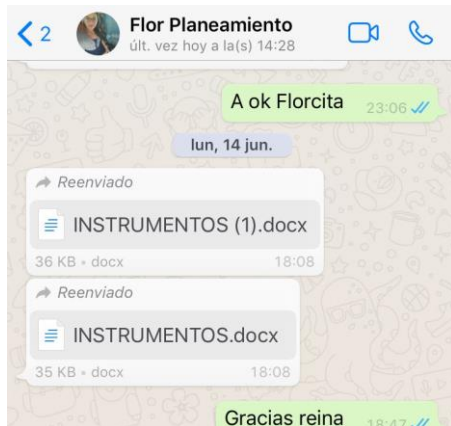 2
Flor Planeamiento
últ. vez hoy a la(s) 14:28
A ok Florcita 23:06
lun, 14 jun.
Reenviado
INSTRUMENTOS (1).docx
36 KB • docx 18:08
Reenviado
INSTRUMENTOS.docx
35 KB • docx 18:08
Gracias reina 18:47